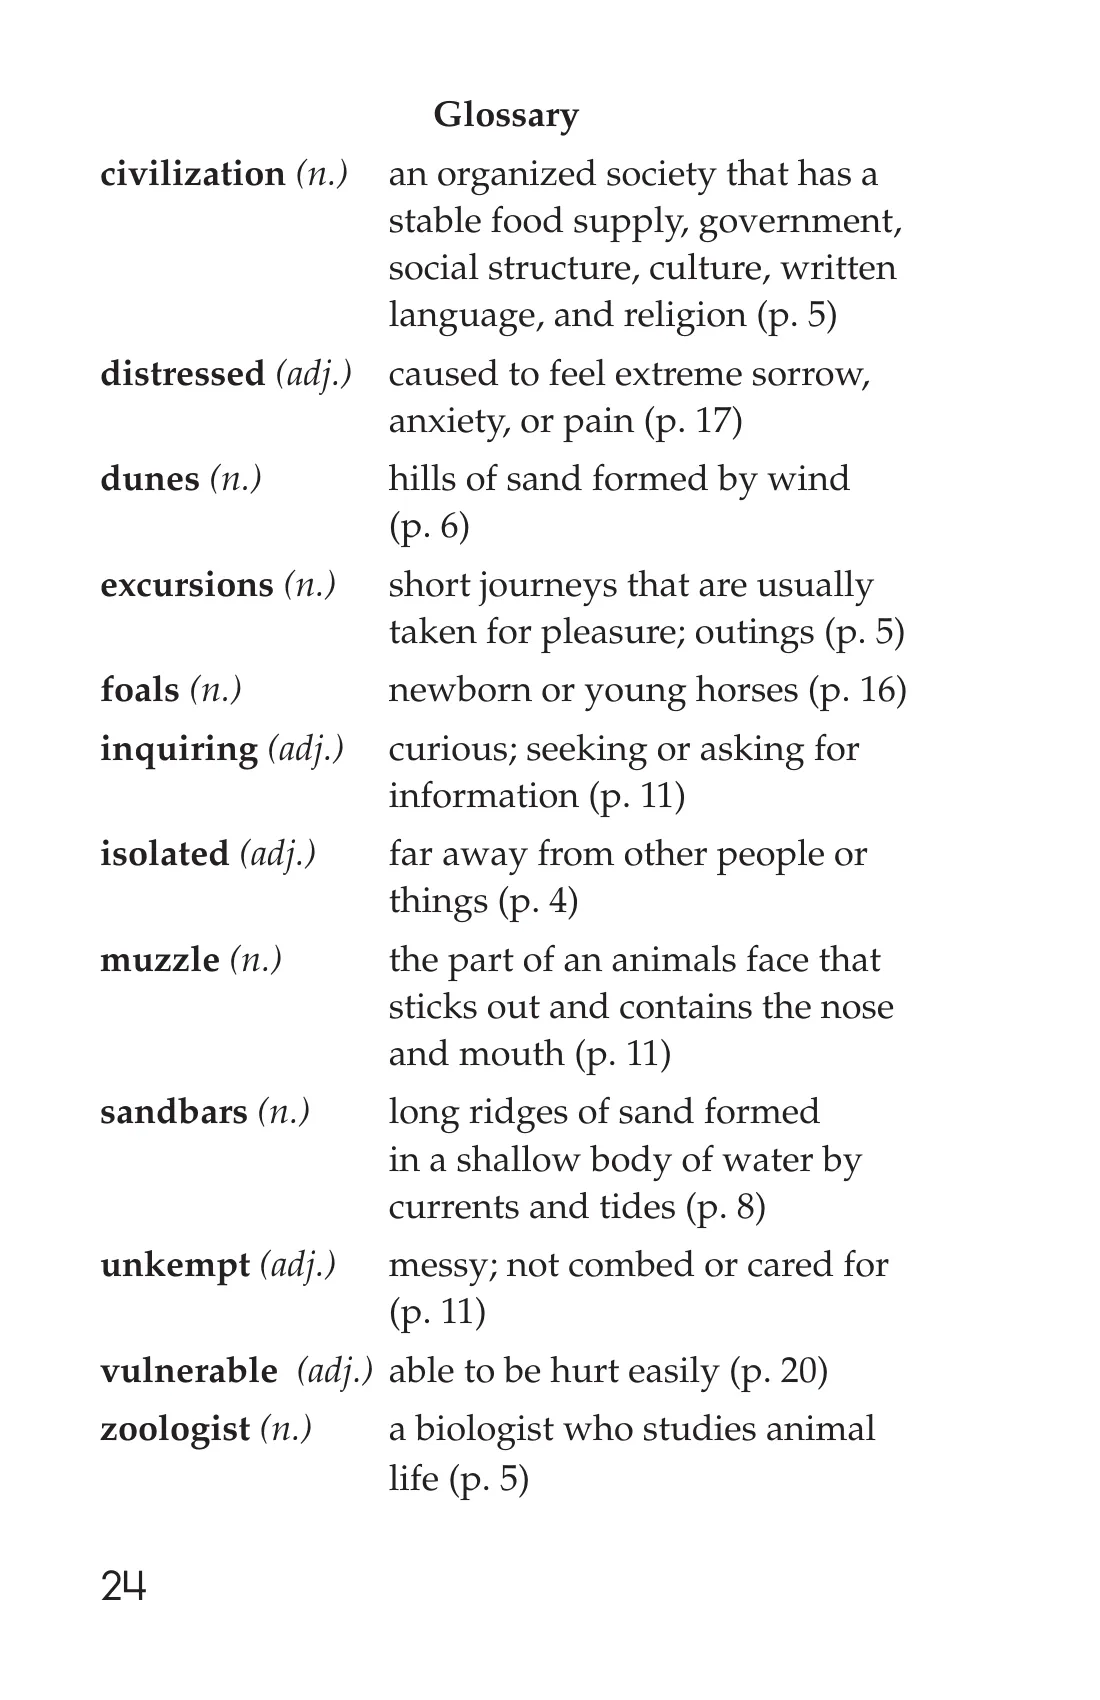 Glossary
civilization (n.) an organized society that has a
stable food supply, government,
social structure, culture, written
language, and religion (p. 5)
distressed (adj.) caused to feel extreme sorrow,
anxiety, or pain (p. 17)
dunes (n.) hills of sand formed by wind
(p. 6)
excursions (n.) short journeys that are usually
taken for pleasure; outings (p. 5)
foals (n.) newborn or young horses (p. 16)
inquiring (adj.) curious; seeking or asking for
information (p. 11)
isolated (adj.) far away from other people or
things (p. 4)
muzzle (n.) the part of an animals face that
sticks out and contains the nose
and mouth (p. 11)
sandbars (n.) long ridges of sand formed
in a shallow body of water by
currents and tides (p. 8)
unkempt (adj.) messy; not combed or cared for
(p. 11)
vulnerable (adj.) able to be hurt easily (p. 20)
zoologist (n.) a biologist who studies animal
life (p. 5)
24